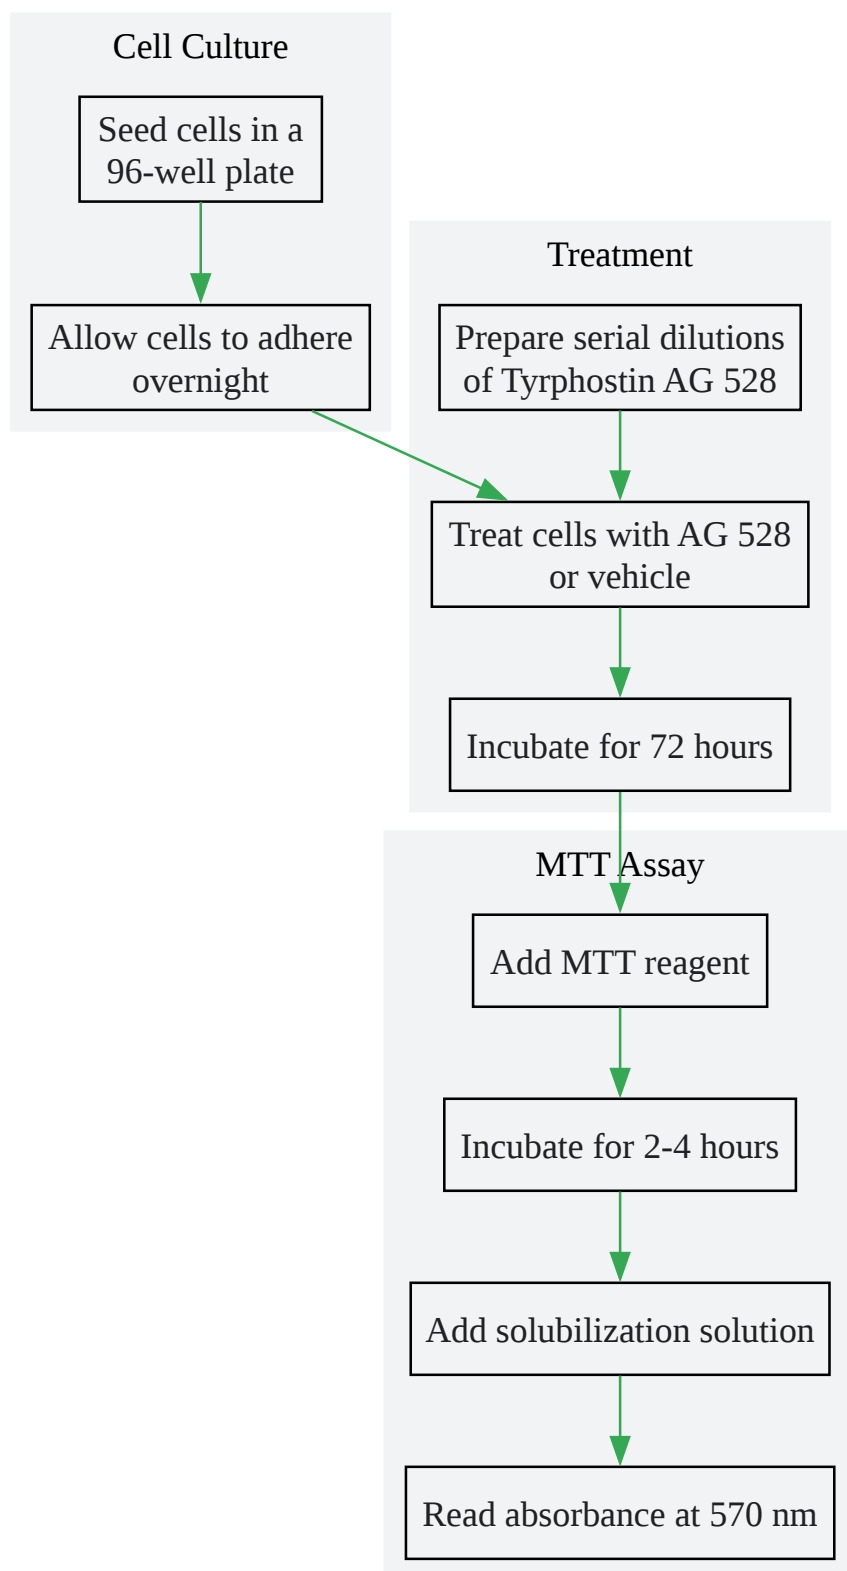 Cell Culture
Seed cells in a
96-well plate
Allow cells to adhere
overnight
Treatment
Prepare serial dilutions
of Tyrphostin AG 528
Treat cells with AG 528
or vehicle
Incubate for 72 hours
MTT Assay
Add MTT reagent
Incubate for 2-4 hours
Add solubilization solution
Read absorbance at 570 nm